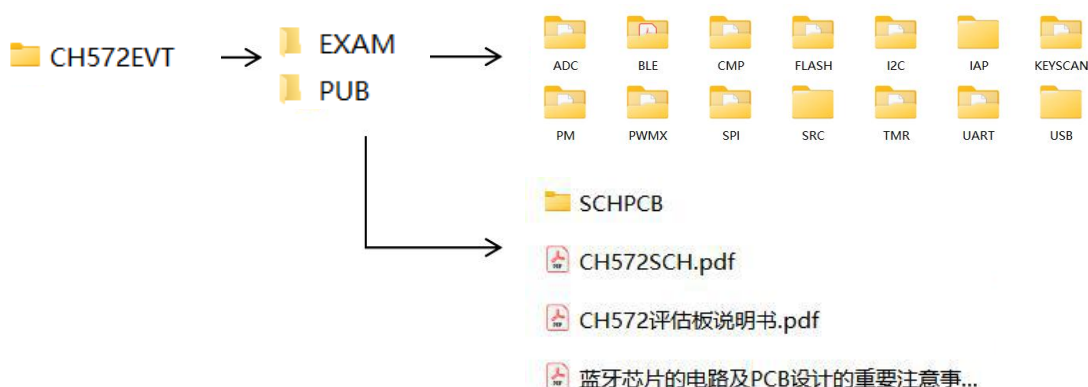 CH572EVT
EXAM
PUB
ADC BLE CMP FLASH I2C IAP KEYSCAN
PM PWMX SPI SRC TMR UART USB
SCHPCB
CH572SCH.pdf
CH572评估板说明书.pdf
蓝牙芯片的电路及PCB设计的重要注意事...